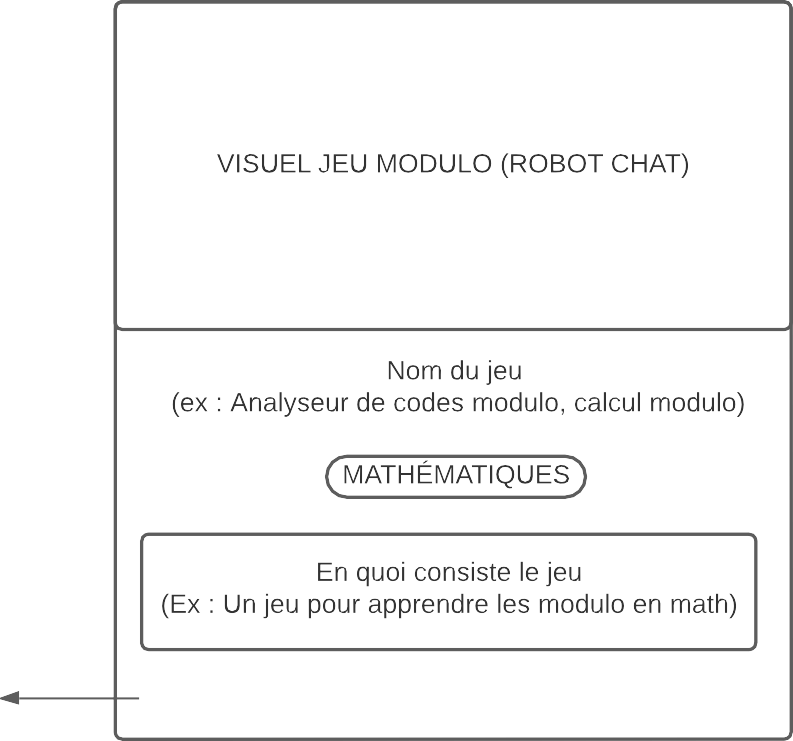 VISUEL JEU MODULO (ROBOT CHAT)
Nom du jeu
(ex : Analyseur de codes modulo, calcul modulo)
MATHÉMATIQUES
En quoi consiste le jeu
(Ex : Un jeu pour apprendre les modulo en math)